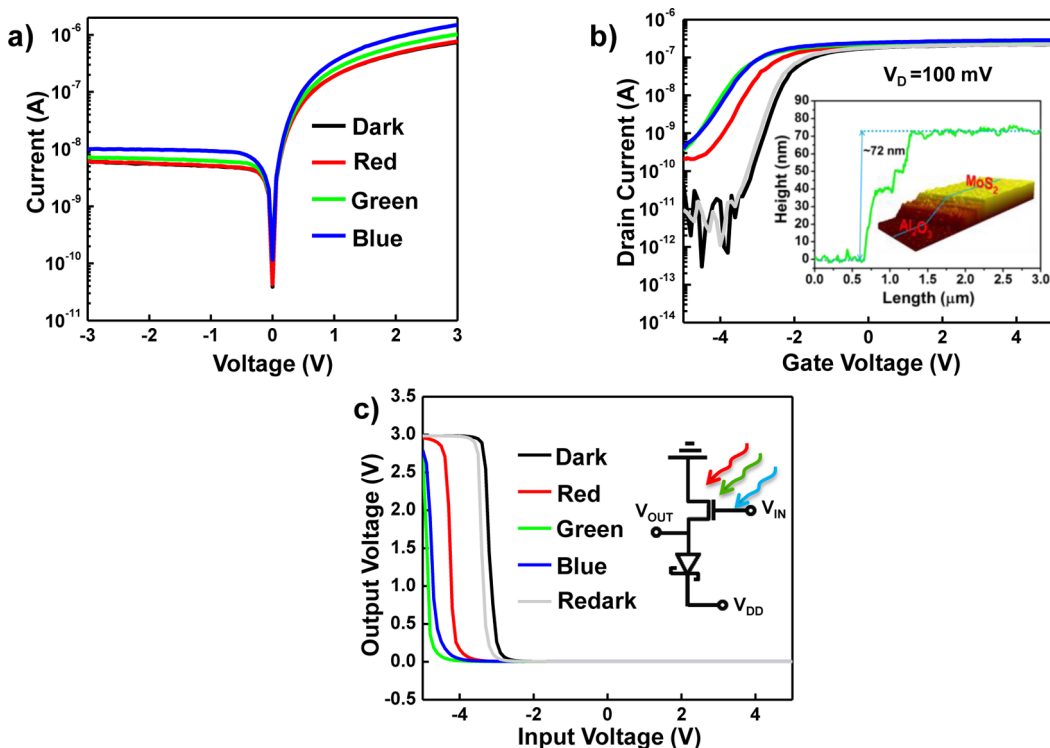 a)
Current (A)
10⁻⁶
10⁻⁷
10⁻⁸
10⁻⁹
10⁻¹⁰
10⁻¹¹
Dark
Red
Green
Blue
-3 -2 -1 0 1 2 3
Voltage (V)
b)
Drain Current (A)
10⁻⁶
10⁻⁷
10⁻⁸
10⁻⁹
10⁻¹⁰
10⁻¹¹
10⁻¹²
10⁻¹³
10⁻¹⁴
V_D =100 mV
Height (nm)
90
80
70
60
50
40
30
20
10
0
~72 nm
MoS₂
Al₂O₃
0.0 0.5 1.0 1.5 2.0 2.5 3.0
Length (μm)
-4 -2 0 2 4
Gate Voltage (V)
c)
Output Voltage (V)
3.5
3.0
2.5
2.0
1.5
1.0
0.5
0.0
-0.5
Dark
Red
Green
Blue
Redark
V_OUT
V_IN
V_DD
-4 -2 0 2 4
Input Voltage (V)